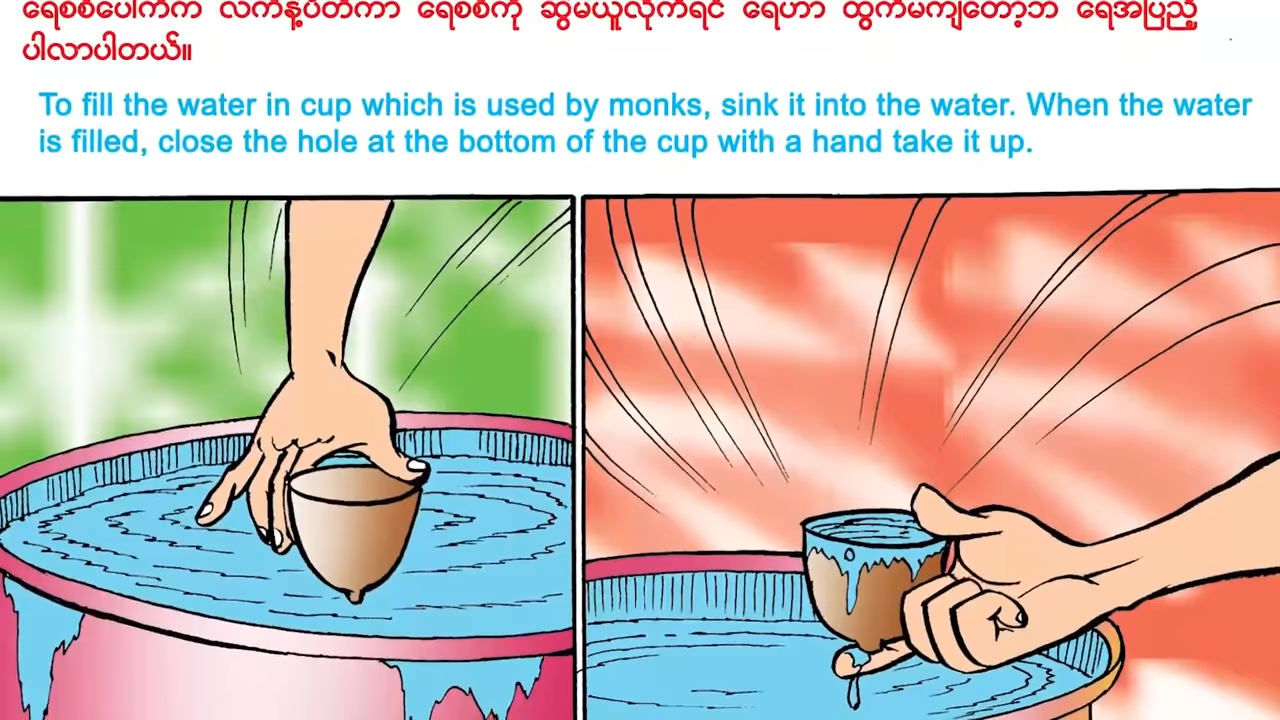 ရေစစ်ပေါက်က လက်နဲ့ပိတ်ကာ ရေစစ်ကို ဆွဲမယူလိုက်ရင် ရေဟာ ထွက်မကျတော့ဘဲ ရေအပြည့်
ပါလာပါတယ်။
To fill the water in cup which is used by monks, sink it into the water. When the water
is filled, close the hole at the bottom of the cup with a hand take it up.